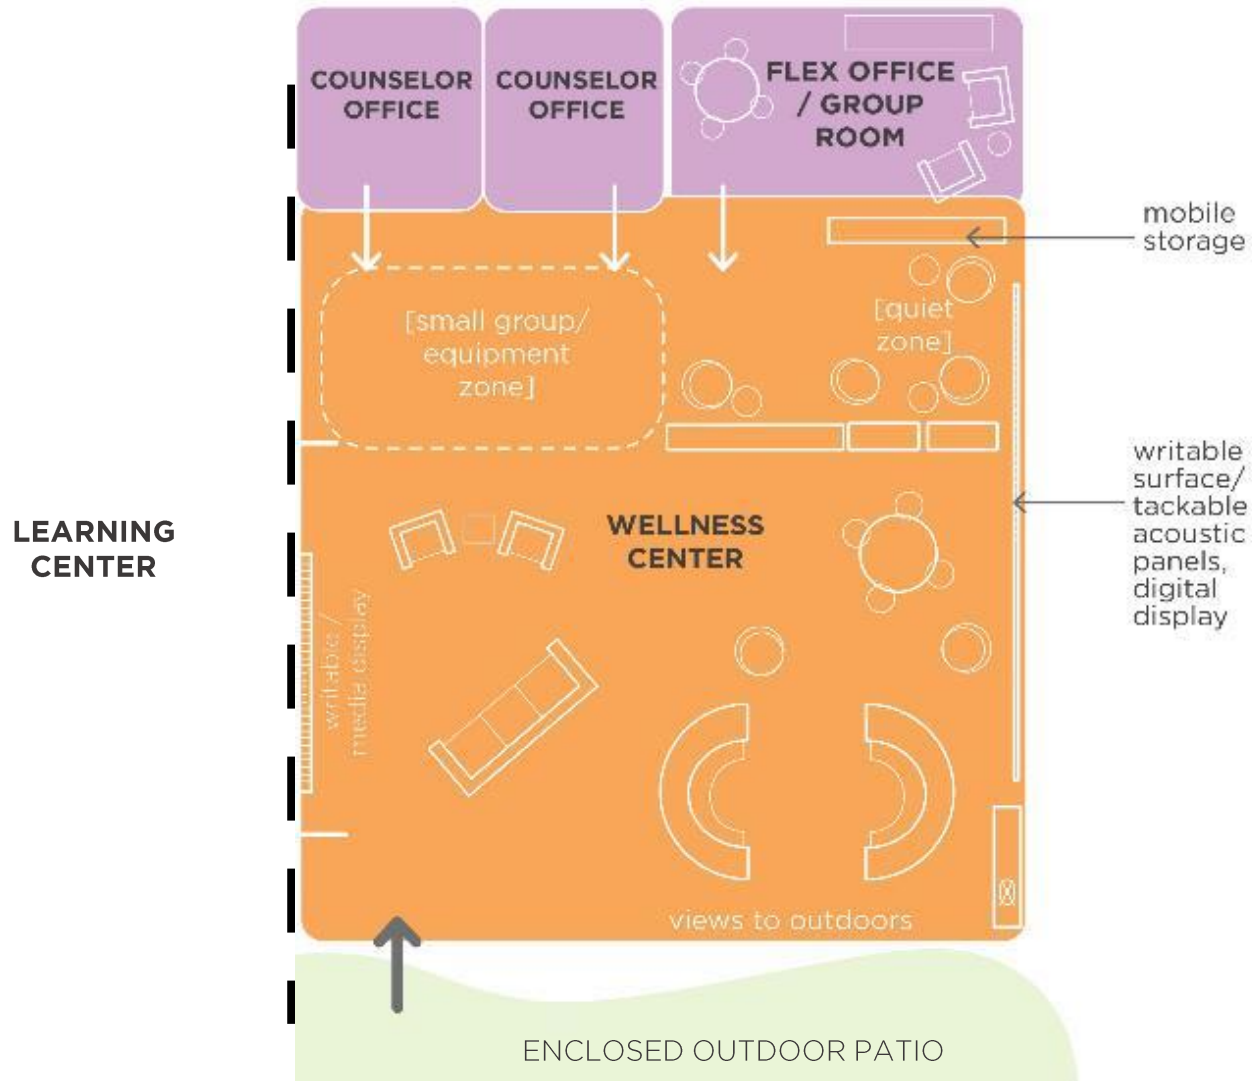 COUNSELOR
OFFICE
COUNSELOR
OFFICE
FLEX OFFICE
/ GROUP
ROOM
mobile
storage
[small group/
equipment
zone]
[quiet
zone]
writable
surface/
tackable
acoustic
panels,
digital
display
LEARNING
CENTER
WELLNESS
CENTER
writable /
media display
views to outdoors
ENCLOSED OUTDOOR PATIO